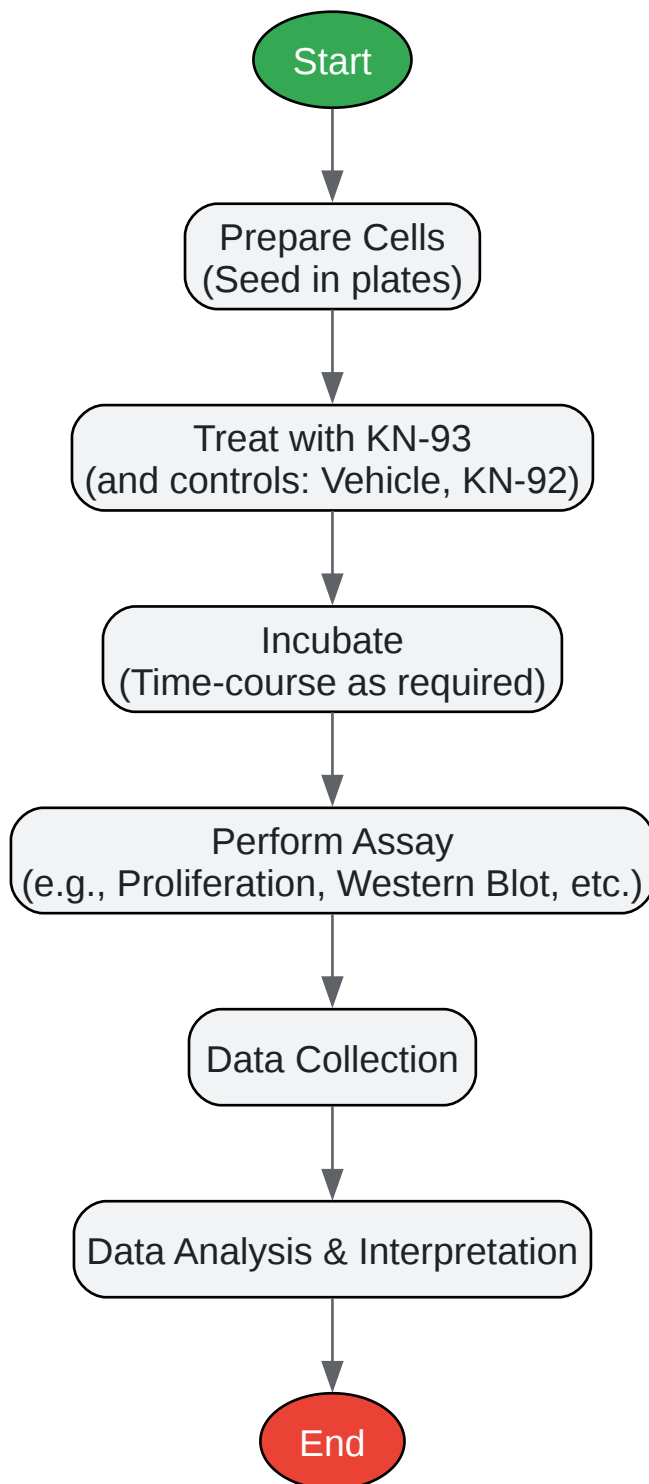 Start
Prepare Cells
(Seed in plates)
Treat with KN-93
(and controls: Vehicle, KN-92)
Incubate
(Time-course as required)
Perform Assay
(e.g., Proliferation, Western Blot, etc.)
Data Collection
Data Analysis & Interpretation
End